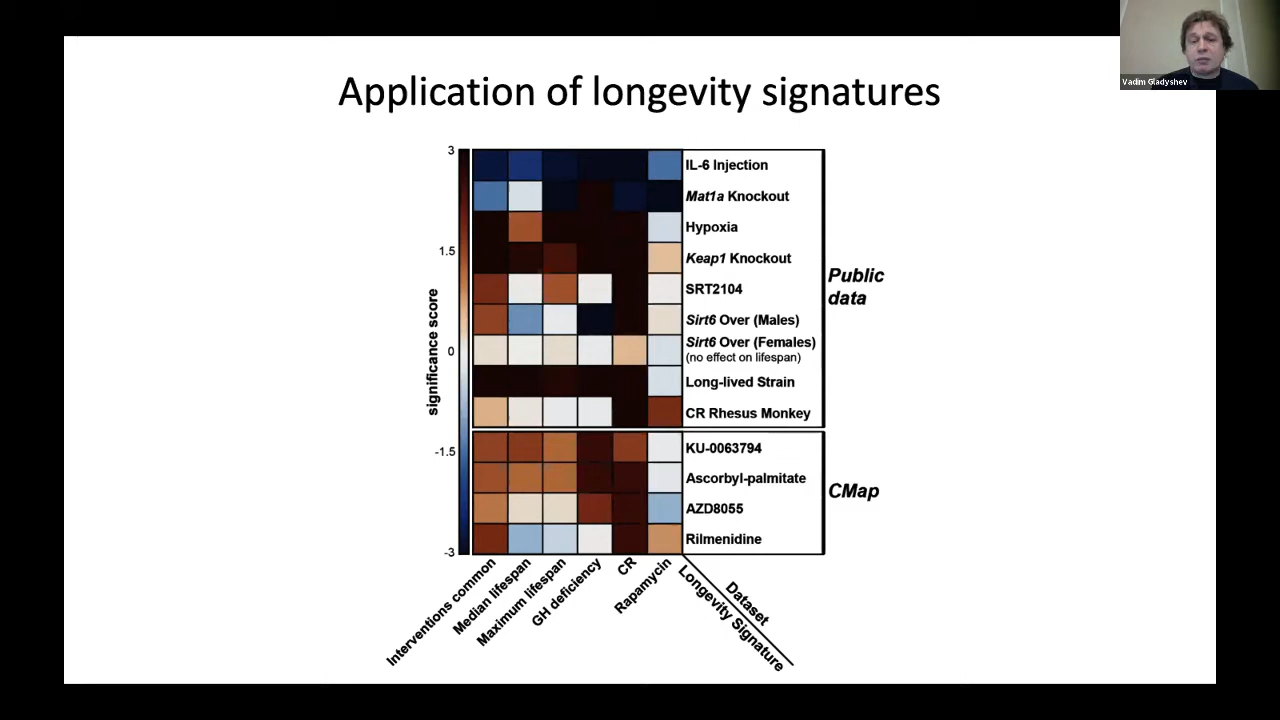 Vadim Gladyshev
Application of longevity signatures
3
1.5
0
-1.5
-3
significance score
IL-6 Injection
Mat1a Knockout
Hypoxia
Keap1 Knockout
SRT2104
Sirt6 Over (Males)
Sirt6 Over (Females)
(no effect on lifespan)
Long-lived Strain
CR Rhesus Monkey
Public
data
KU-0063794
Ascorbyl-palmitate
AZD8055
Rilmenidine
CMap
Interventions common
Median lifespan
Maximum lifespan
GH deficiency
CR
Rapamycin
Dataset
Longevity Signature